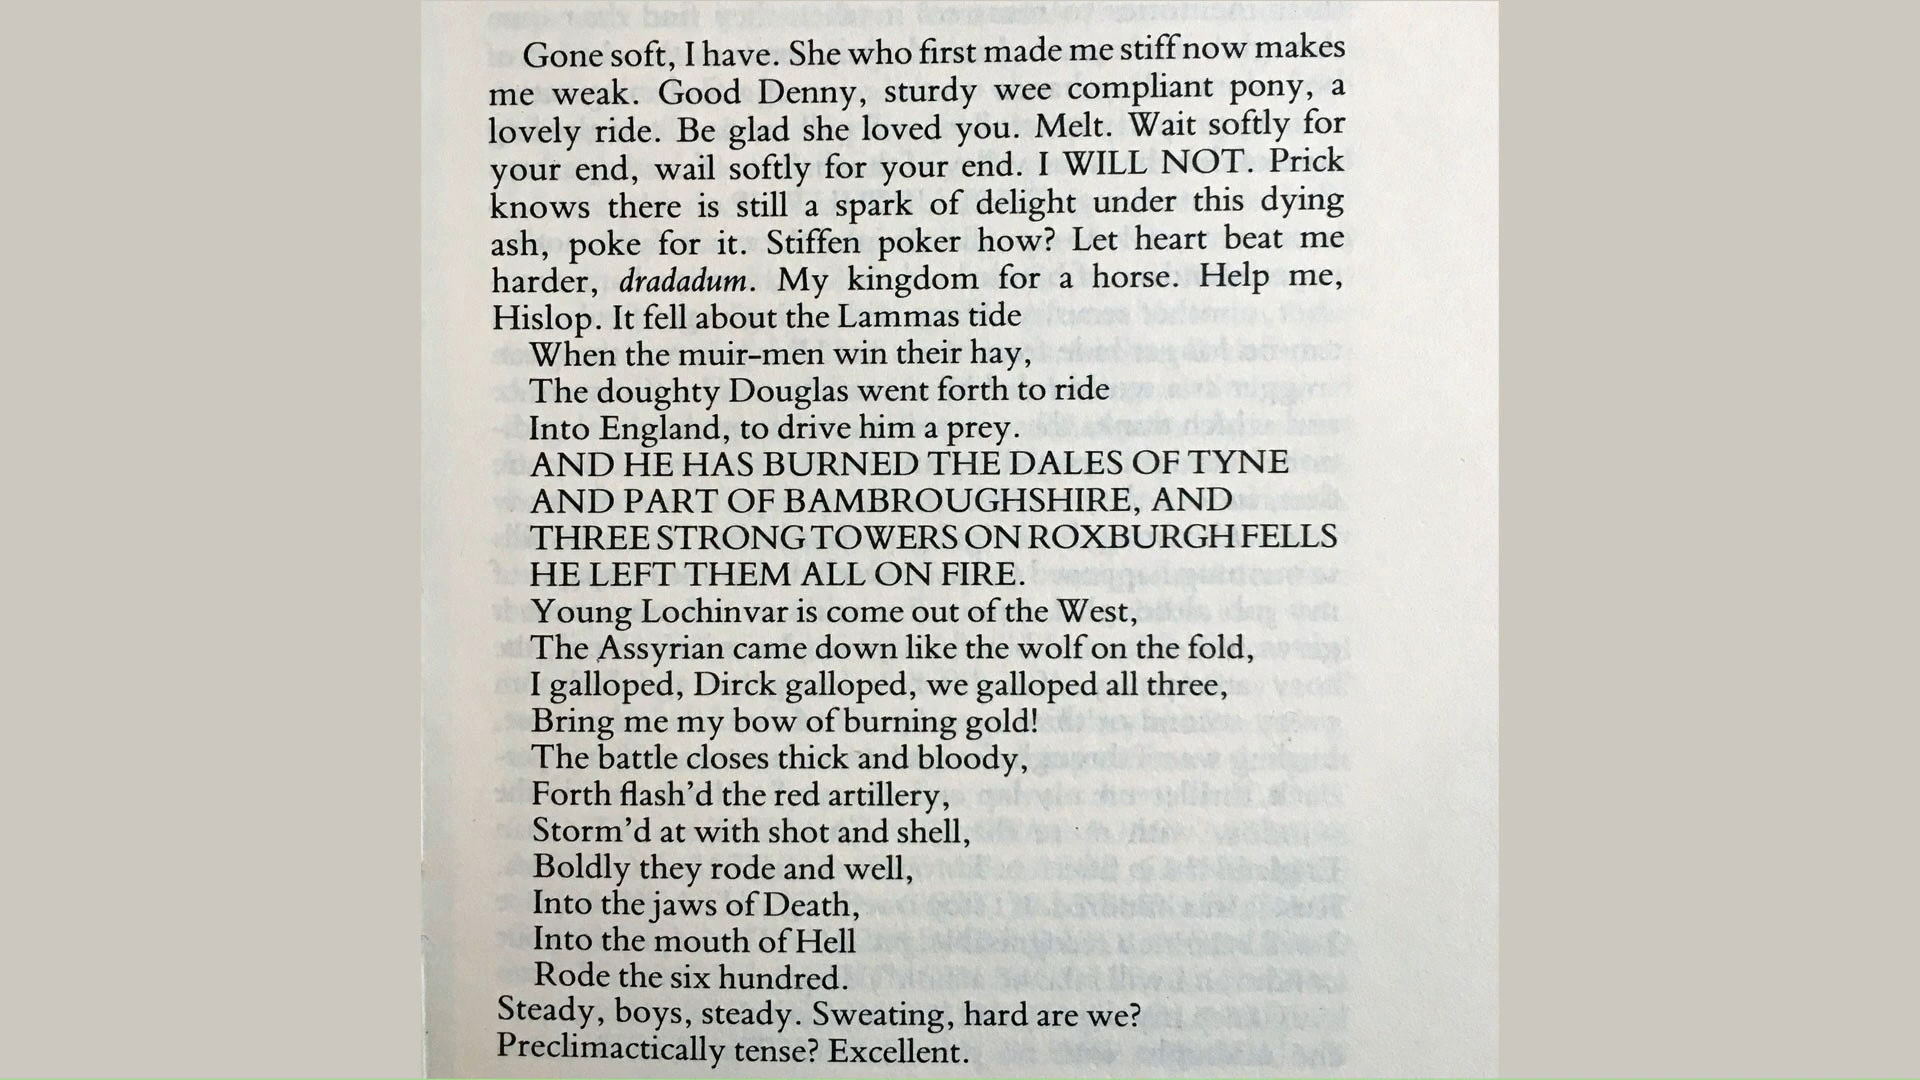 Gone soft, I have. She who first made me stiff now makes
me weak. Good Denny, sturdy wee compliant pony, a
lovely ride. Be glad she loved you. Melt. Wait softly for
your end, wail softly for your end. I WILL NOT. Prick
knows there is still a spark of delight under this dying
ash, poke for it. Stiffen poker how? Let heart beat me
harder, dradadum. My kingdom for a horse. Help me,
Hislop. It fell about the Lammas tide
When the muir-men win their hay,
The doughty Douglas went forth to ride
Into England, to drive him a prey.
AND HE HAS BURNED THE DALES OF TYNE
AND PART OF BAMBROUGHSHIRE, AND
THREE STRONG TOWERS ON ROXBURGH FELLS
HE LEFT THEM ALL ON FIRE.
Young Lochinvar is come out of the West,
The Assyrian came down like the wolf on the fold,
I galloped, Dirck galloped, we galloped all three,
Bring me my bow of burning gold!
The battle closes thick and bloody,
Forth flash'd the red artillery,
Storm'd at with shot and shell,
Boldly they rode and well,
Into the jaws of Death,
Into the mouth of Hell
Rode the six hundred.
Steady, boys, steady. Sweating, hard are we?
Preclimactically tense? Excellent.